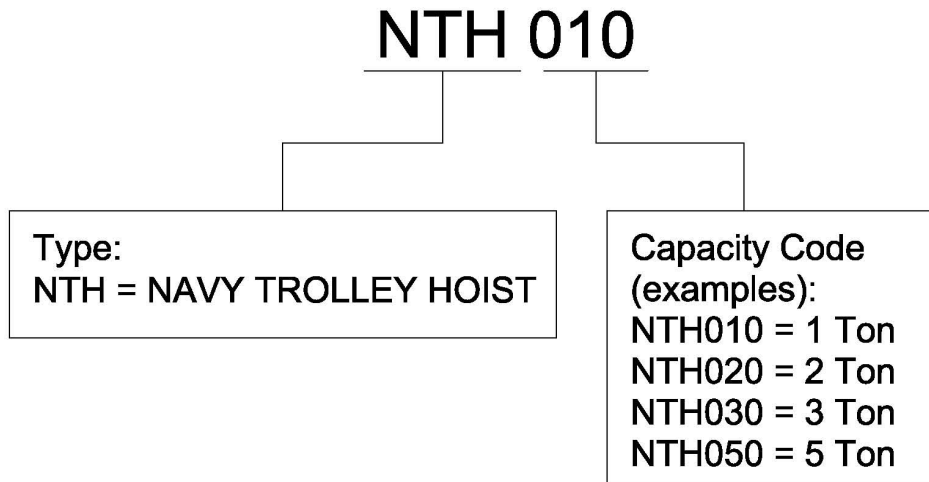 NTH 010
Type:
NTH = NAVY TROLLEY HOIST
Capacity Code
(examples):
NTH010 = 1 Ton
NTH020 = 2 Ton
NTH030 = 3 Ton
NTH050 = 5 Ton